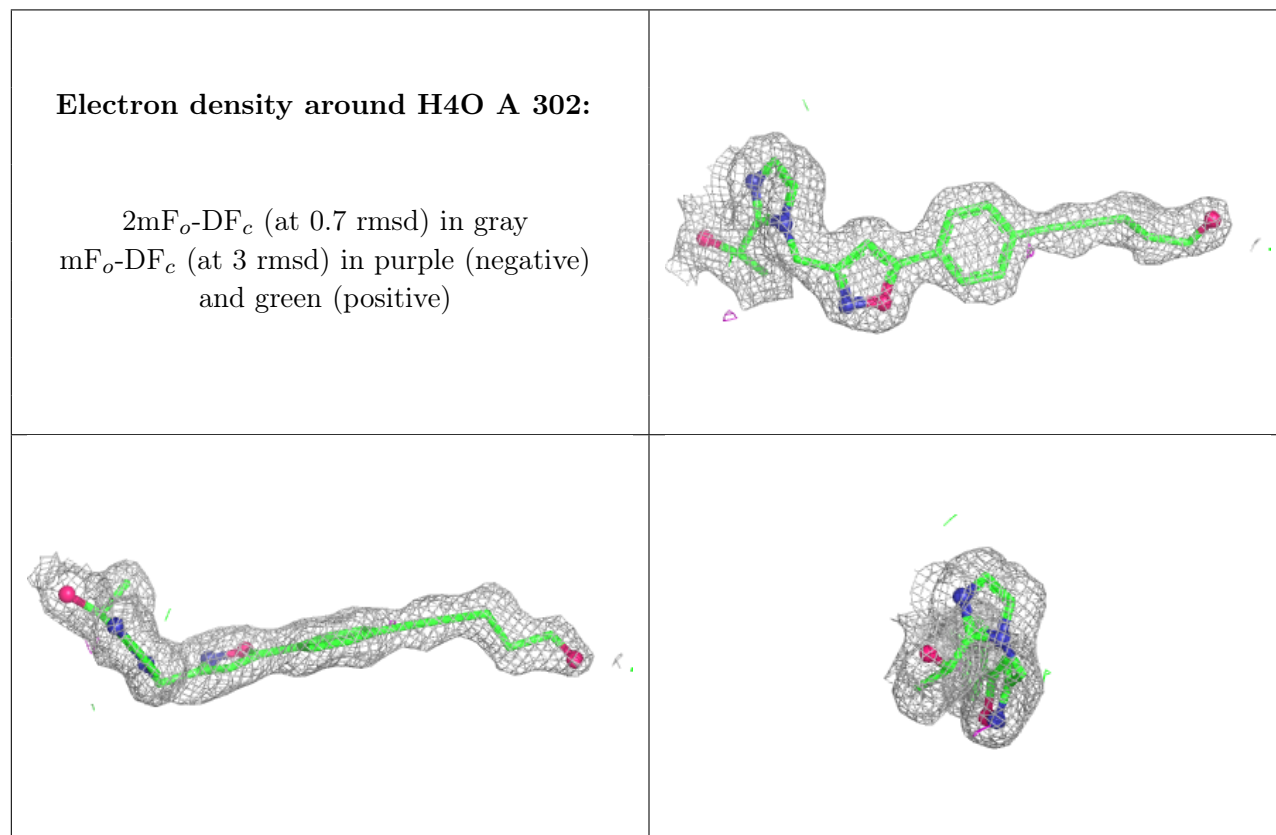 Electron density around H4O A 302:
2mFo-DFc (at 0.7 rmsd) in gray
mFo-DFc (at 3 rmsd) in purple (negative)
and green (positive)